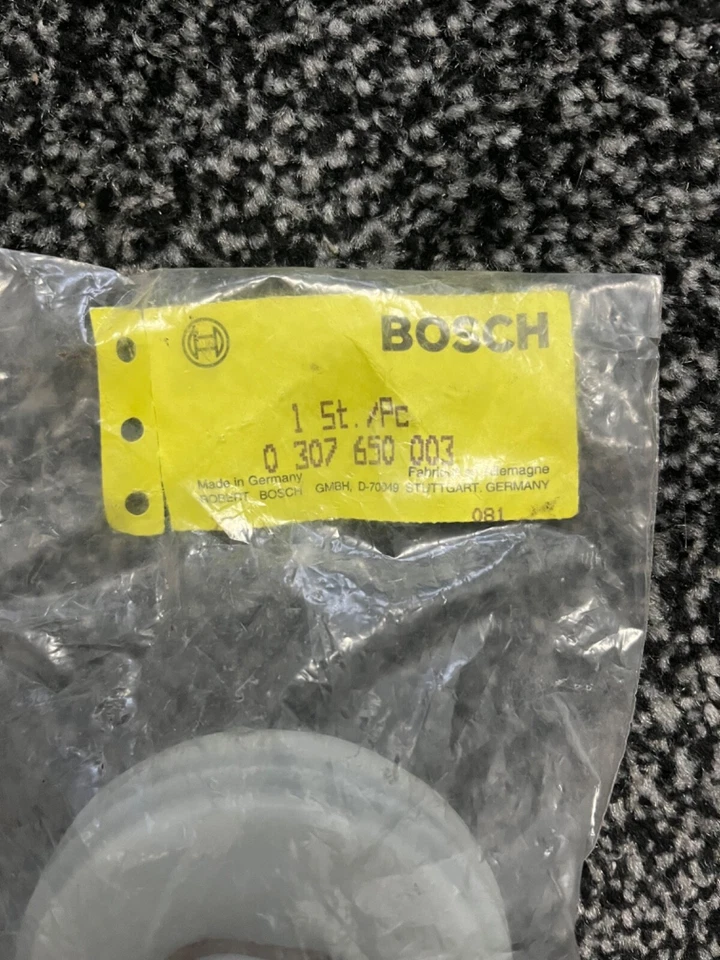 BOSCH
1 St./Pc
0 307 650 003
Made in Germany
ROBERT BOSCH GMBH, D-70049 STUTTGART. GERMANY
081